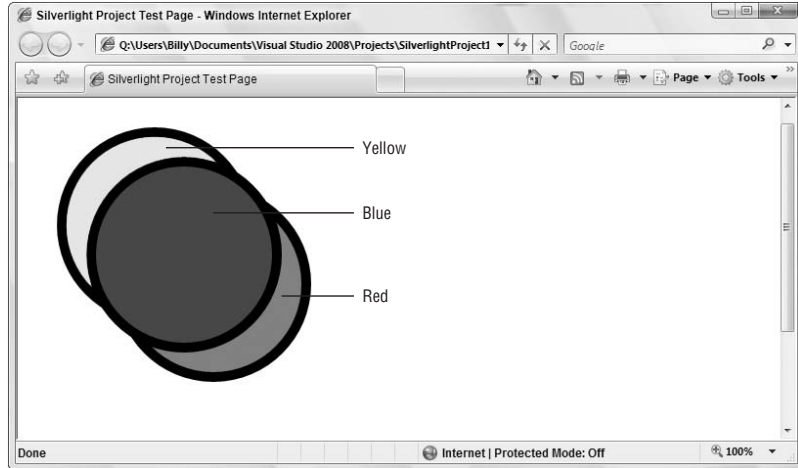 Silverlight Project Test Page - Windows Internet Explorer
Q:\Users\Billy\Documents\Visual Studio 2008\Projects\SilverlightProject1
Google
Silverlight Project Test Page
Page
Tools
Yellow
Blue
Red
Done
Internet | Protected Mode: Off
100%